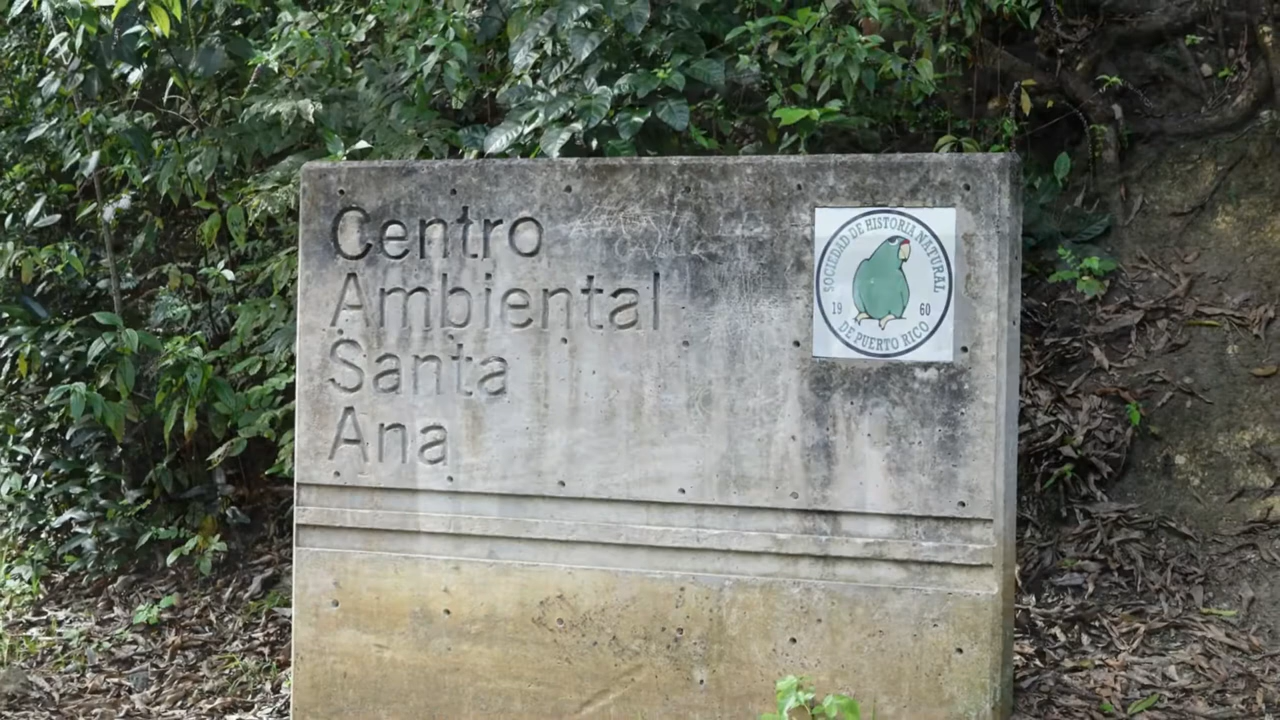 Centro
Ambiental
Santa
Ana
SOCIEDAD DE HISTORIA NATURAL
19 60
DE PUERTO RICO